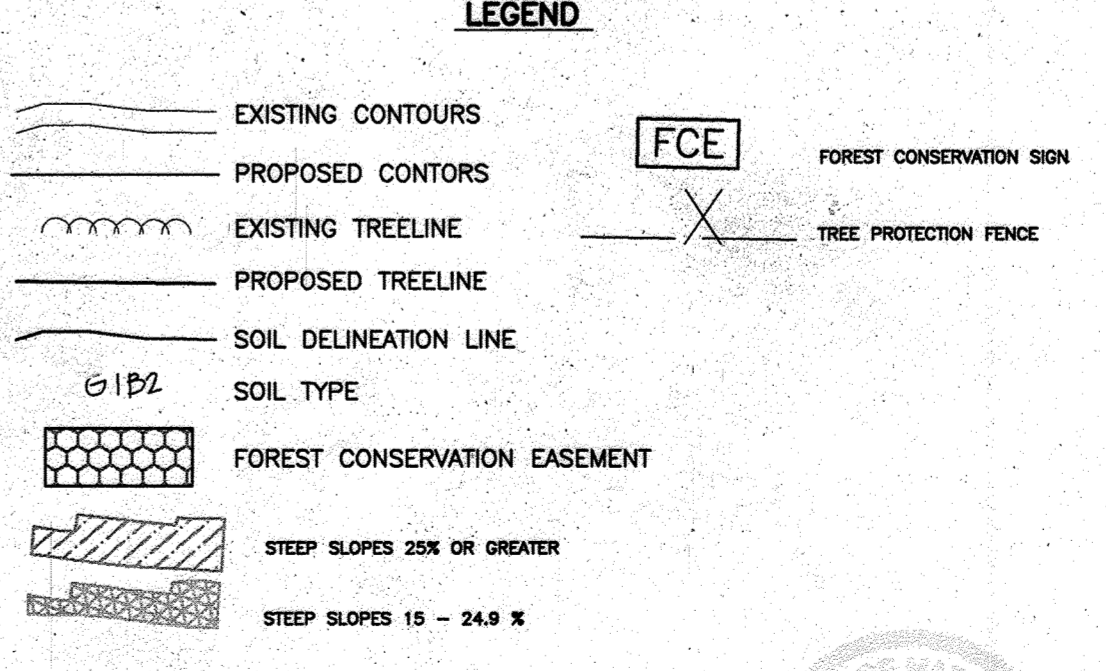 LEGEND
EXISTING CONTOURS
PROPOSED CONTORS
EXISTING TREELINE
PROPOSED TREELINE
SOIL DELINEATION LINE
G1B2 SOIL TYPE
FOREST CONSERVATION EASEMENT
STEEP SLOPES 25% OR GREATER
STEEP SLOPES 15 – 24.9 %
FCE FOREST CONSERVATION SIGN
TREE PROTECTION FENCE